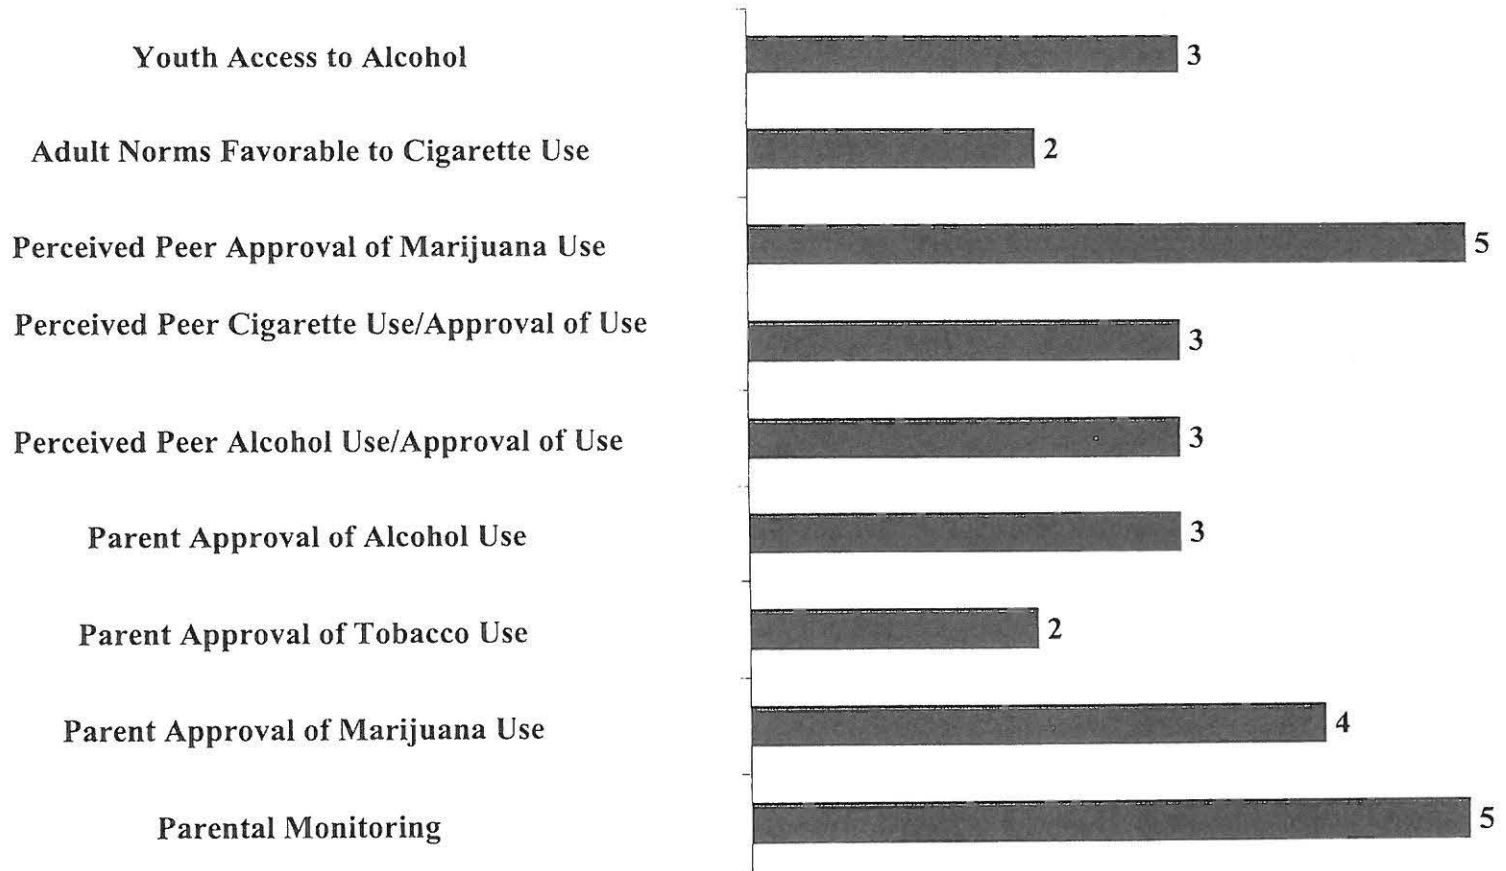 Youth Access to Alcohol 3
Adult Norms Favorable to Cigarette Use 2
Perceived Peer Approval of Marijuana Use 5
Perceived Peer Cigarette Use/Approval of Use 3
Perceived Peer Alcohol Use/Approval of Use 3
Parent Approval of Alcohol Use 3
Parent Approval of Tobacco Use 2
Parent Approval of Marijuana Use 4
Parental Monitoring 5